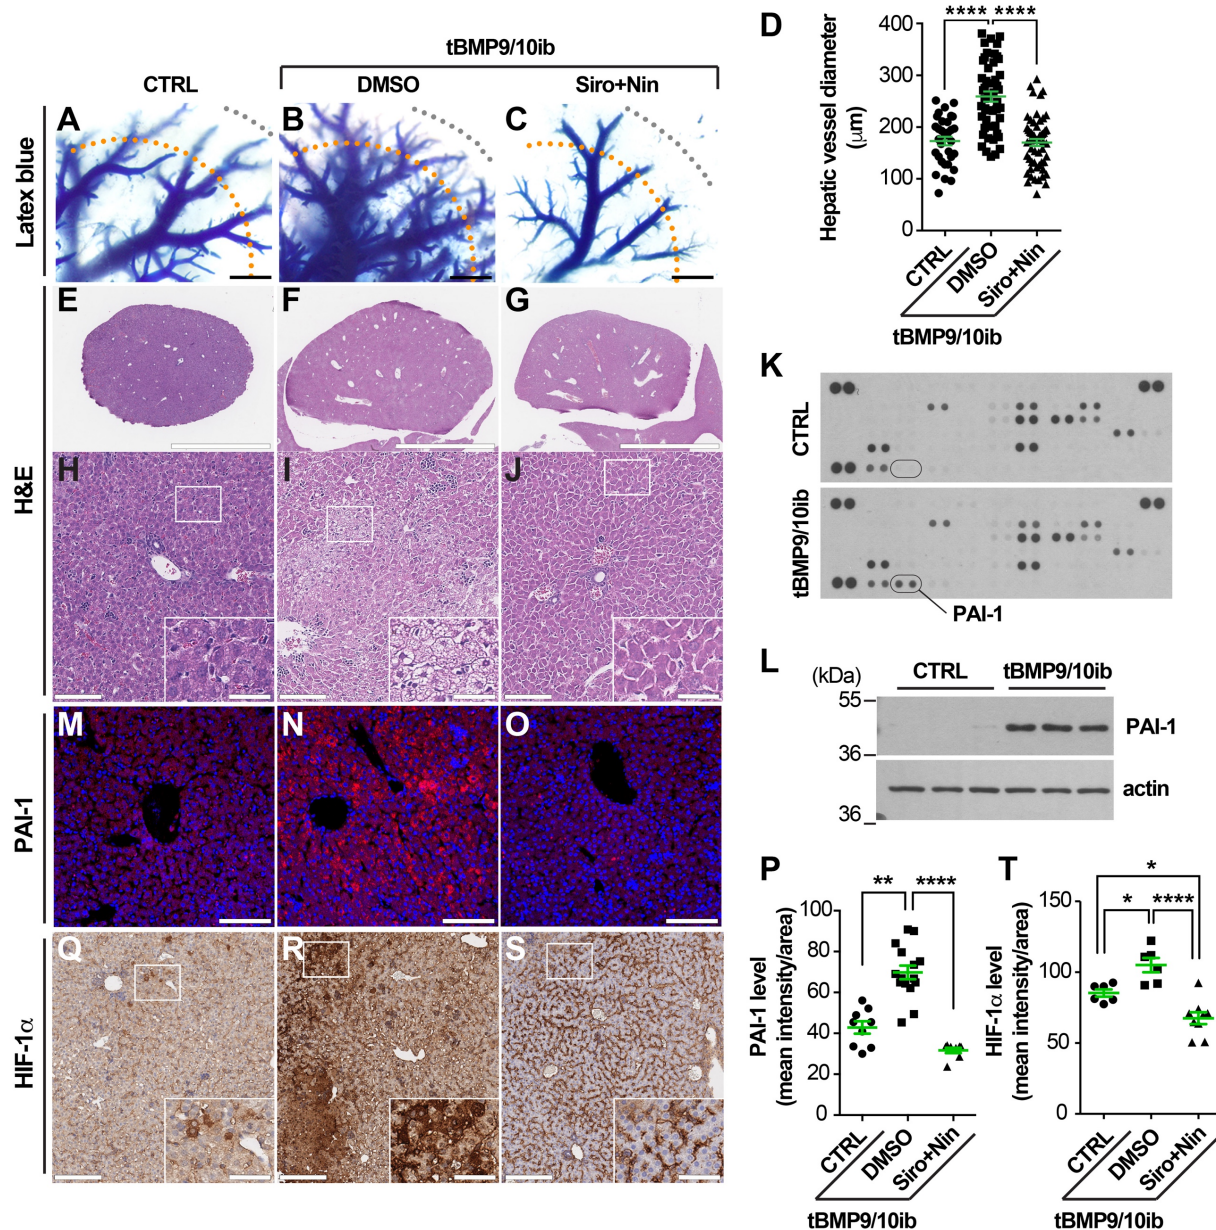 tBMP9/10ib
CTRL
DMSO
Siro+Nin
Latex blue
A
B
C
D
Hepatic vessel diameter
(μm)
**** ****
400
300
200
100
0
CTRL
DMSO
Siro+Nin
tBMP9/10ib
H&E
E
F
G
H
I
J
K
CTRL
tBMP9/10ib
PAI-1
L
(kDa)
CTRL
tBMP9/10ib
55
36
PAI-1
36
actin
PAI-1
M
N
O
HIF-1α
Q
R
S
P
PAI-1 level
(mean intensity/area)
** ****
100
80
60
40
20
0
CTRL
DMSO
Siro+Nin
tBMP9/10ib
T
HIF-1α level
(mean intensity/area)
*
* ****
150
100
50
0
CTRL
DMSO
Siro+Nin
tBMP9/10ib